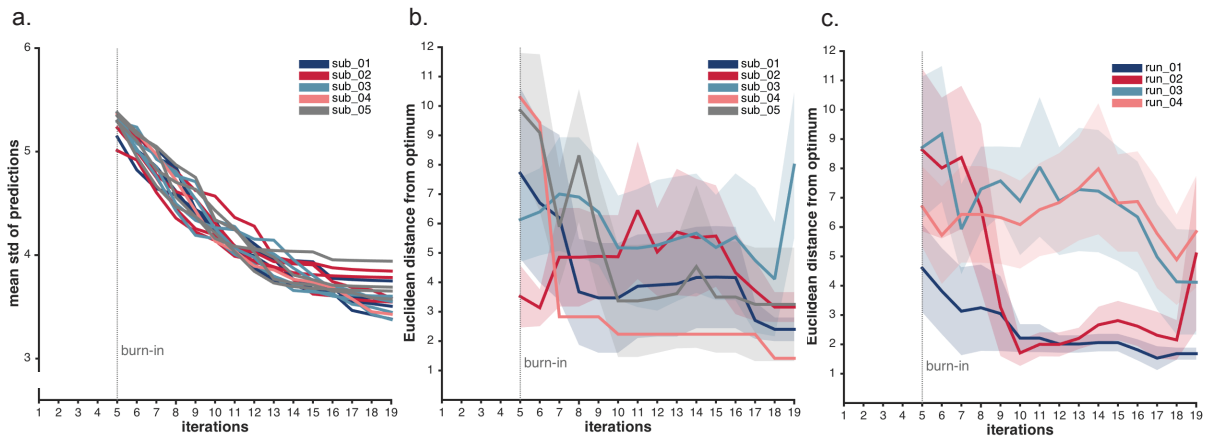 a.
mean std of predictions
6
5
4
3
sub_01
sub_02
sub_03
sub_04
sub_05
burn-in
1 2 3 4 5 6 7 8 9 10 11 12 13 14 15 16 17 18 19
iterations
b.
Euclidean distance from optimum
12
11
10
9
8
7
6
5
4
3
2
1
sub_01
sub_02
sub_03
sub_04
sub_05
burn-in
1 2 3 4 5 6 7 8 9 10 11 12 13 14 15 16 17 18 19
iterations
c.
Euclidean distance from optimum
12
11
10
9
8
7
6
5
4
3
2
1
run_01
run_02
run_03
run_04
burn-in
1 2 3 4 5 6 7 8 9 10 11 12 13 14 15 16 17 18 19
iterations